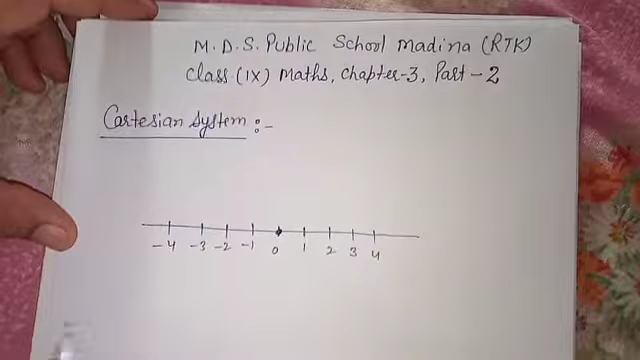 M.D.S. Public School Madina (RTK)
Class (IX) Maths, Chapter-3, Part-2
Cartesian System :-
-4 -3 -2 -1 0 1 2 3 4